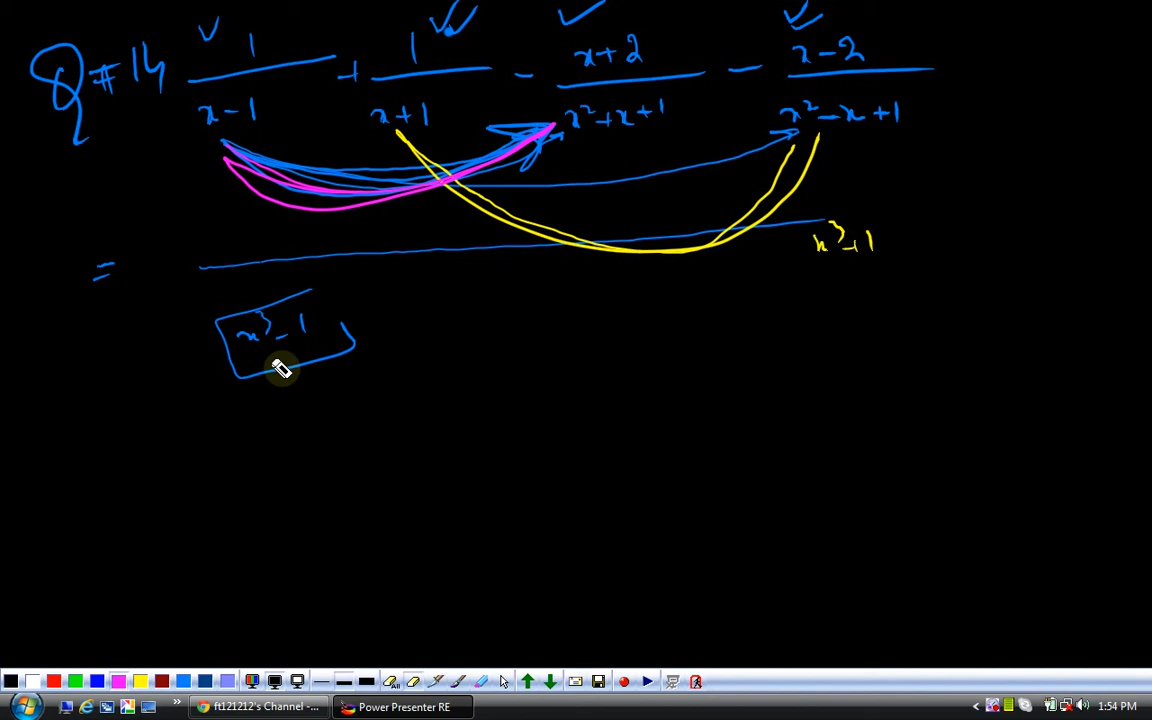 Q#14 1/(x-1) + 1/(x+1) - (x+2)/(x²+x+1) - (x-2)/(x²-x+1)
x³+1
=
x³-1
ft121212's Channel -...
Power Presenter RE
1:54 PM